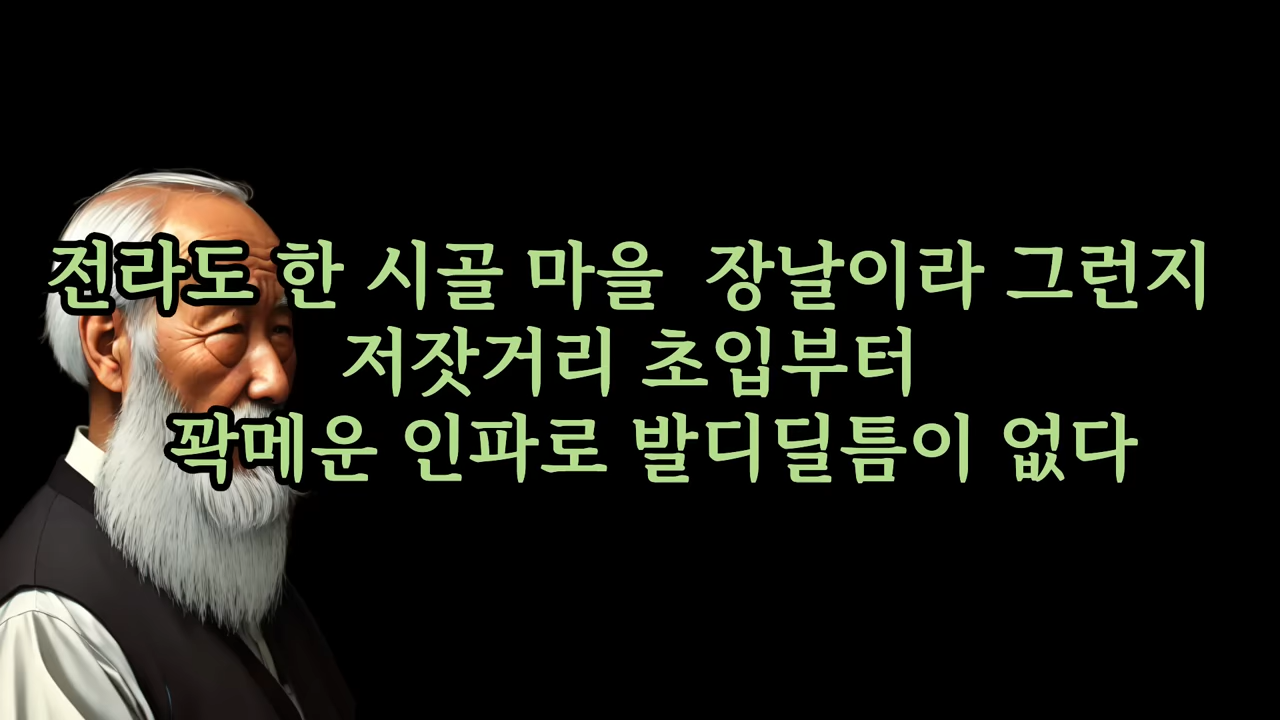 전라도 한 시골 마을 장날이라 그런지
저잣거리 초입부터
꽉메운 인파로 발디딜틈이 없다